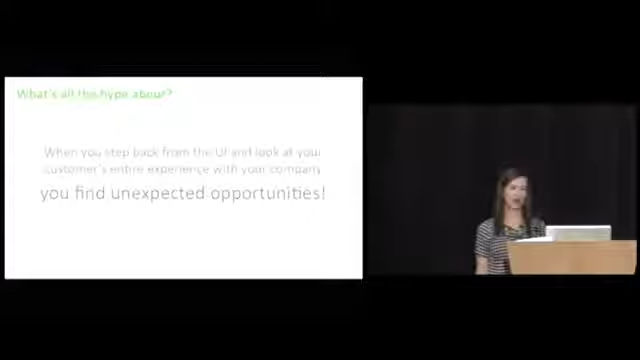 What's all the hype about?
When you step back from the UI and look at your
customer's entire experience with your company
you find unexpected opportunities!